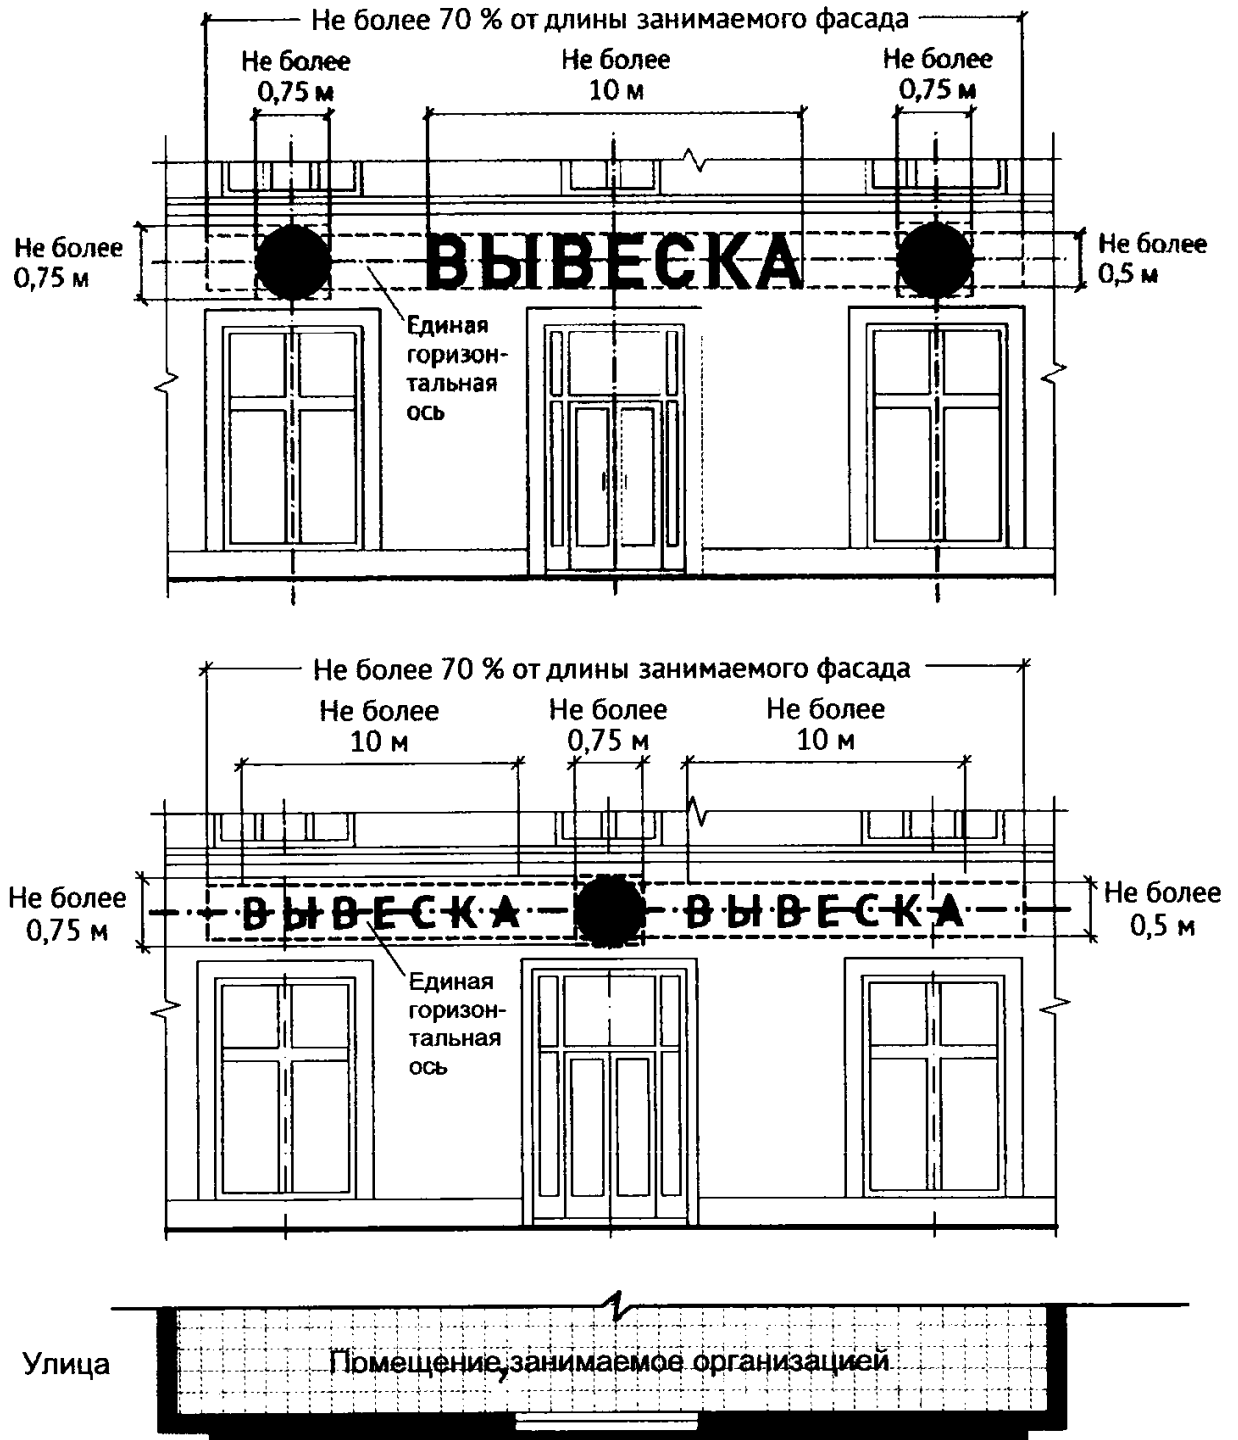 Не более 70 % от длины занимаемого фасада
Не более
0,75 м
Не более
10 м
Не более
0,75 м
Не более
0,75 м
ВЫВЕСКА
Не более
0,5 м
Единая
горизон-
тальная
ось
Не более 70 % от длины занимаемого фасада
Не более
10 м
Не более
0,75 м
Не более
10 м
Не более
0,75 м
ВЫВЕСКА
ВЫВЕСКА
Не более
0,5 м
Единая
горизон-
тальная
ось
Улица
Помещение, занимаемое организацией